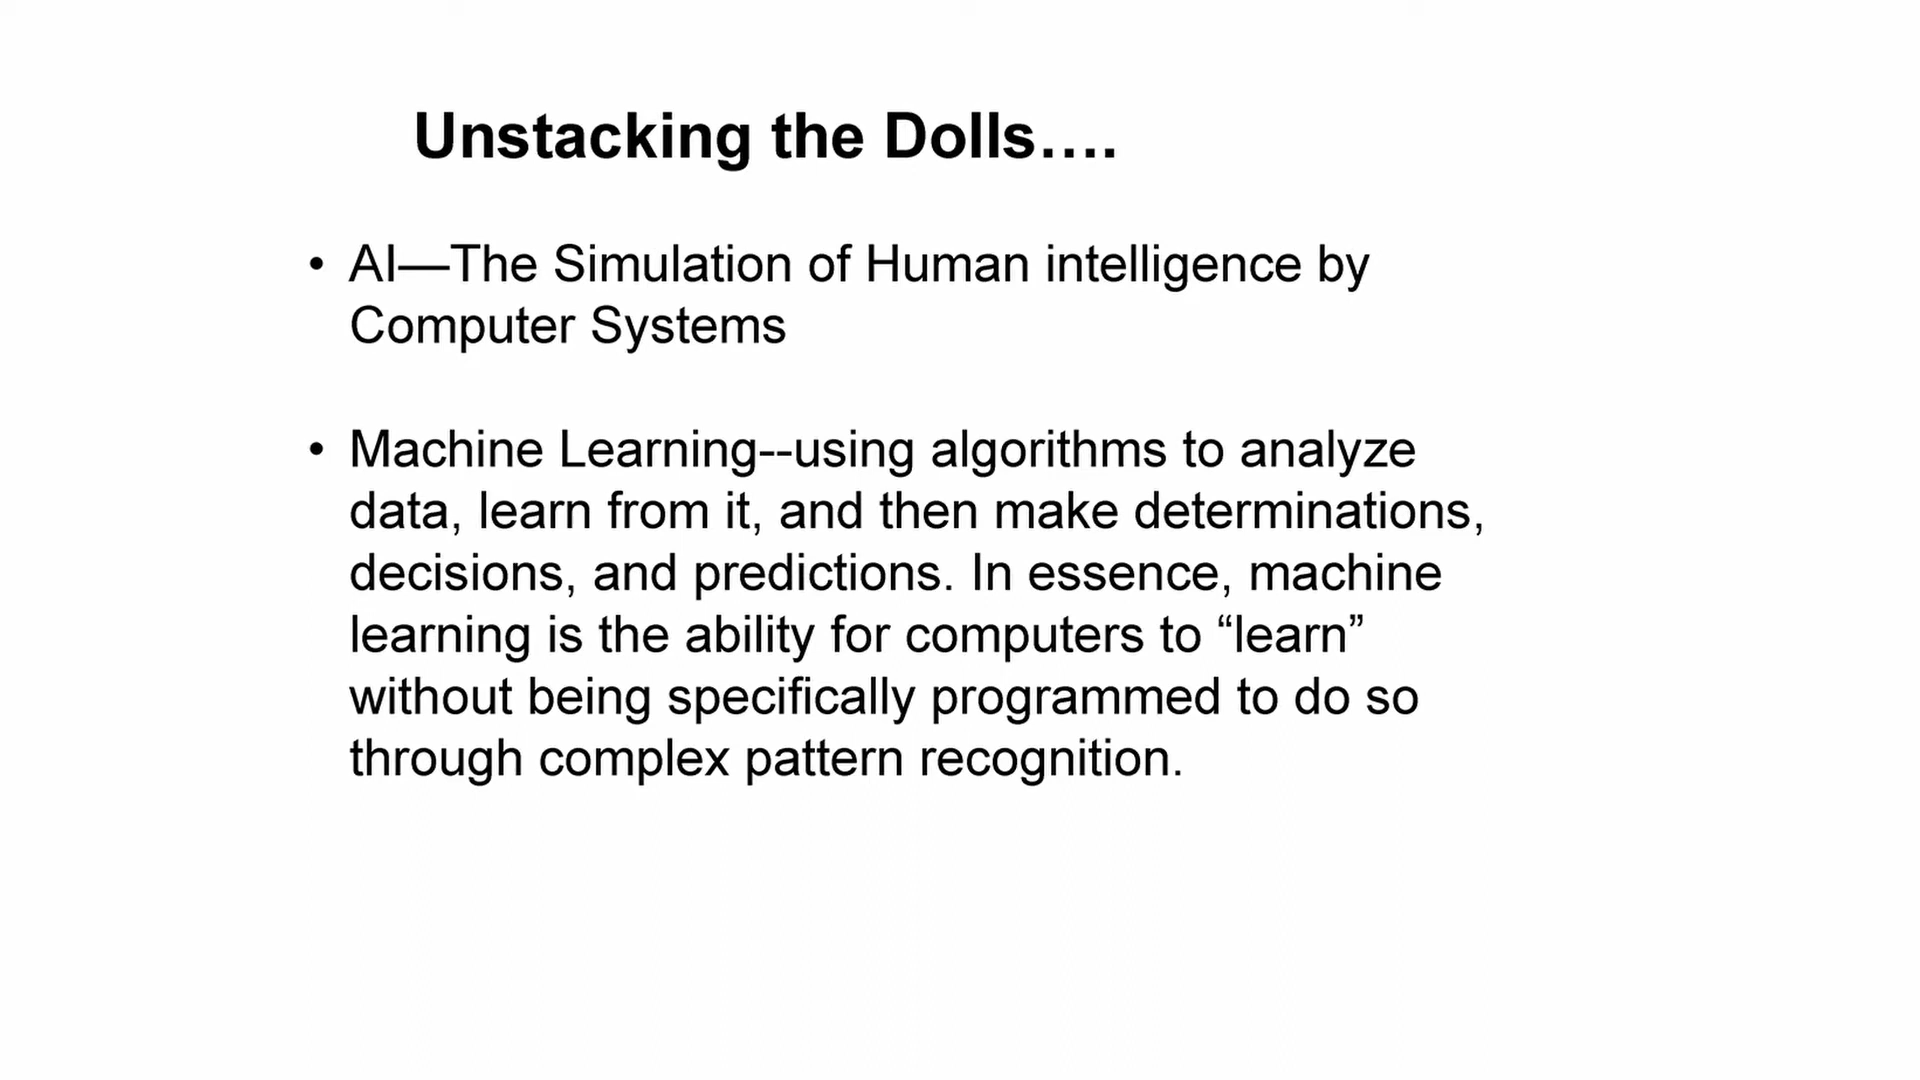 Unstacking the Dolls….
• AI—The Simulation of Human intelligence by
Computer Systems
• Machine Learning--using algorithms to analyze
data, learn from it, and then make determinations,
decisions, and predictions. In essence, machine
learning is the ability for computers to “learn”
without being specifically programmed to do so
through complex pattern recognition.